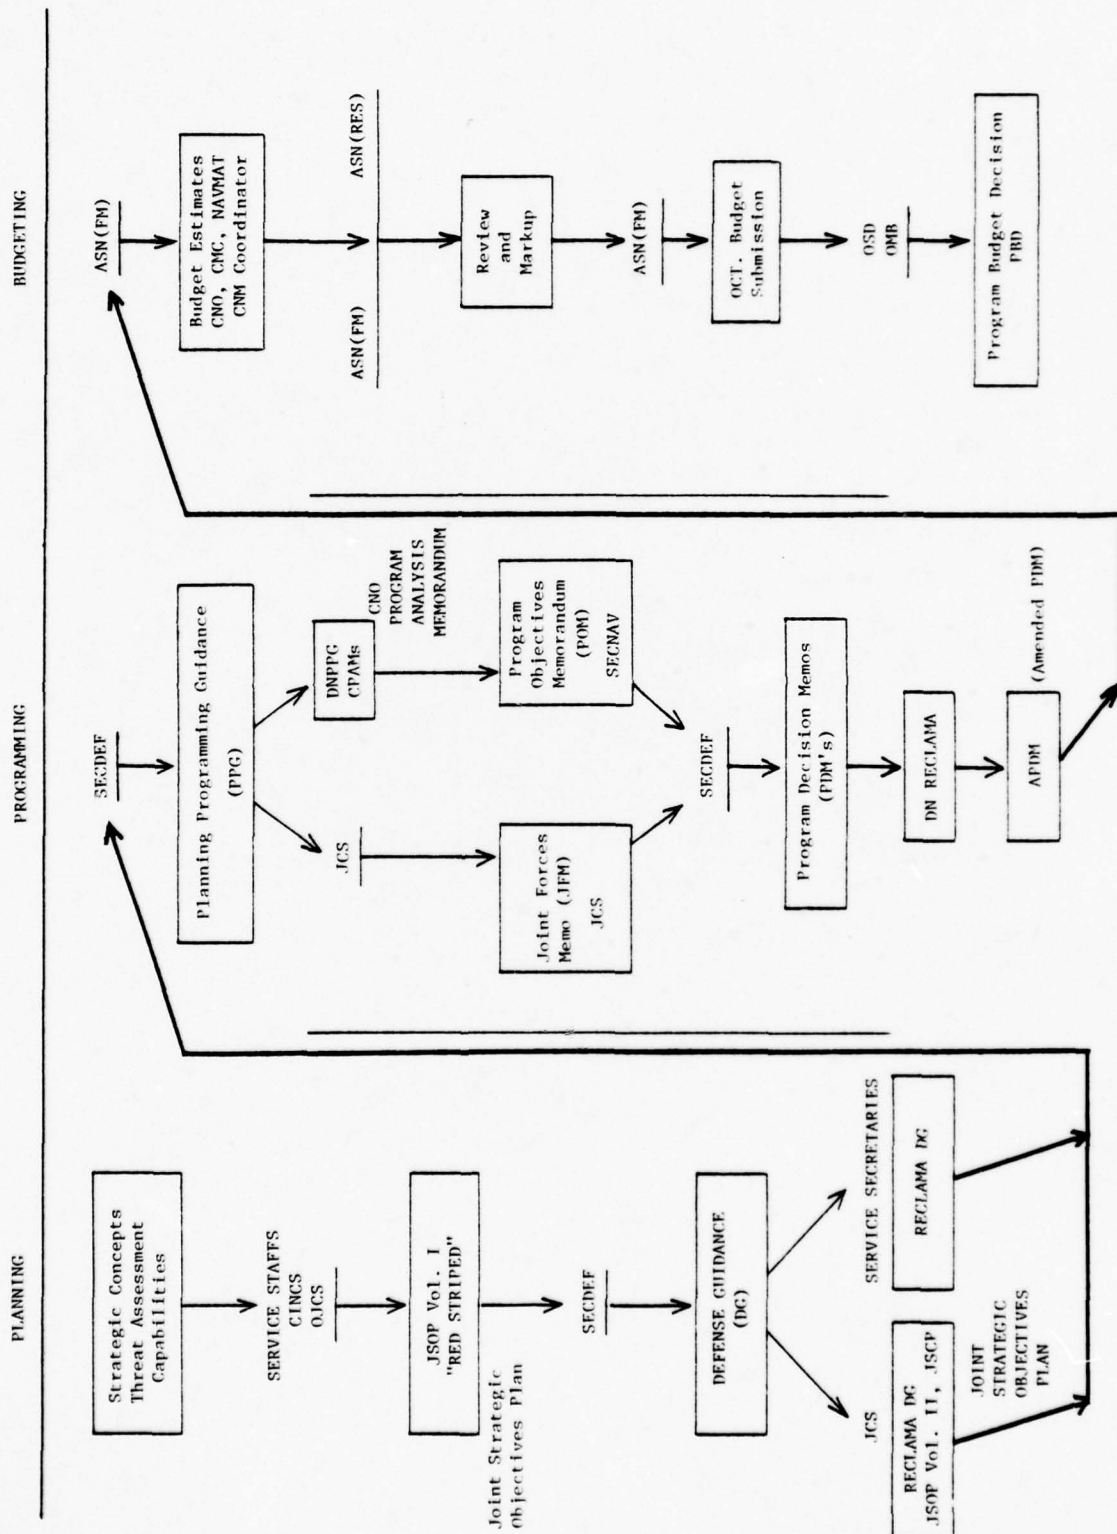 PLANNING
PROGRAMMING
BUDGETING
Strategic Concepts
Threat Assessment
Capabilities
SERVICE STAFFS
CINCS
OJCS
JSOP Vol. I
"RED STRIPED"
Joint Strategic
Objectives Plan
SECDEF
DEFENSE GUIDANCE
(DG)
JCS
SERVICE SECRETARIES
RECLAMA DG
JSOP Vol. II, JSCP
RECLAMA DG
JOINT
STRATEGIC
OBJECTIVES
PLAN
SECDEF
Planning Programming Guidance
(PPG)
JCS
DNPPG
CPAMs
CNO
PROGRAM
ANALYSIS
MEMORANDUM
Joint Forces
Memo (JFM)
JCS
Program
Objectives
Memorandum
(POM)
SECNAV
SECDEF
Program Decision Memos
(PDM's)
DN RECLAMA
APDM
(Amended PDM)
ASN(FM)
Budget Estimates
CNO, CMC, NAVMAT
CNM Coordinator
ASN(FM)
ASN(RES)
Review
and
Markup
ASN(FM)
OCT. Budget
Submission
OSD
OMB
Program Budget Decision
PBD